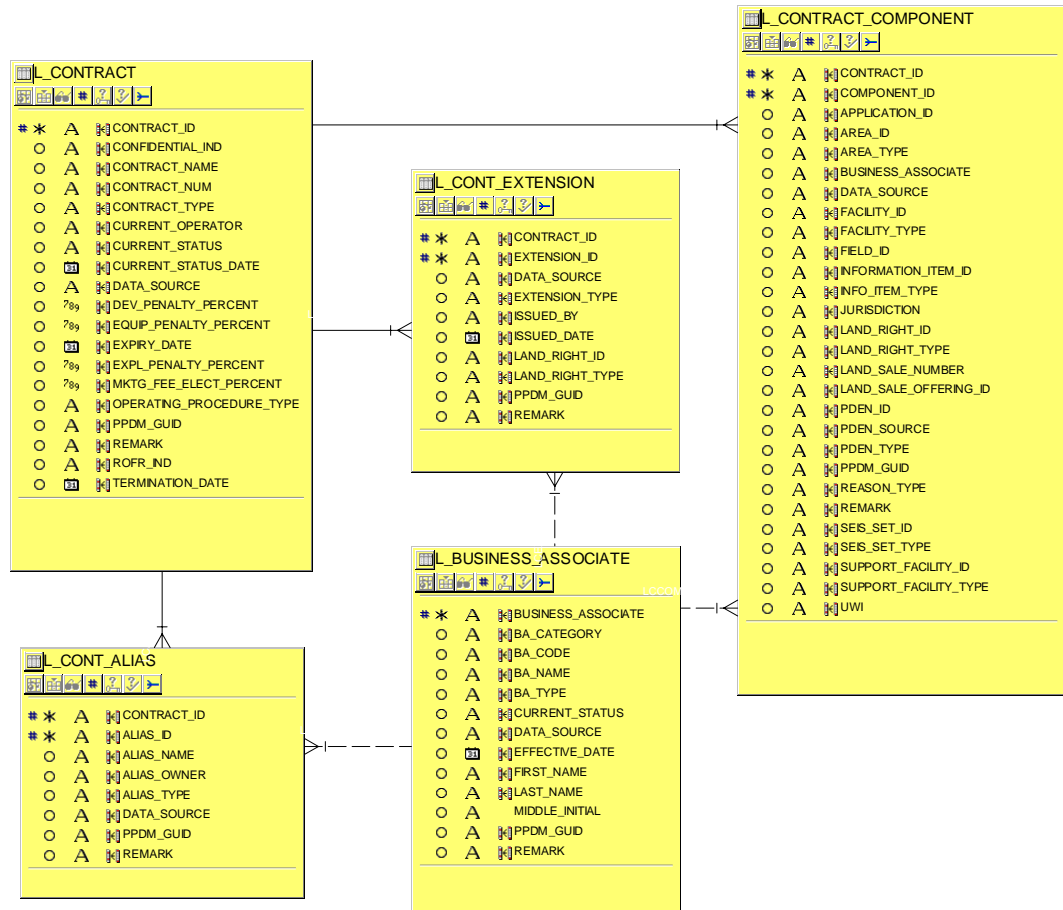 L_CONTRACT
CONTRACT_ID
CONFIDENTIAL_IND
CONTRACT_NAME
CONTRACT_NUM
CONTRACT_TYPE
CURRENT_OPERATOR
CURRENT_STATUS
CURRENT_STATUS_DATE
DATA_SOURCE
DEV_PENALTY_PERCENT
EQUIP_PENALTY_PERCENT
EXPIRY_DATE
EXPL_PENALTY_PERCENT
MKTG_FEE_ELECT_PERCENT
OPERATING_PROCEDURE_TYPE
PPDM_GUID
REMARK
ROFR_IND
TERMINATION_DATE
L_CONT_EXTENSION
CONTRACT_ID
EXTENSION_ID
DATA_SOURCE
EXTENSION_TYPE
ISSUED_BY
ISSUED_DATE
LAND_RIGHT_ID
LAND_RIGHT_TYPE
PPDM_GUID
REMARK
L_CONTRACT_COMPONENT
CONTRACT_ID
COMPONENT_ID
APPLICATION_ID
AREA_ID
AREA_TYPE
BUSINESS_ASSOCIATE
DATA_SOURCE
FACILITY_ID
FACILITY_TYPE
FIELD_ID
INFORMATION_ITEM_ID
INFO_ITEM_TYPE
JURISDICTION
LAND_RIGHT_ID
LAND_RIGHT_TYPE
LAND_SALE_NUMBER
LAND_SALE_OFFERING_ID
PDEN_ID
PDEN_SOURCE
PDEN_TYPE
PPDM_GUID
REASON_TYPE
REMARK
SEIS_SET_ID
SEIS_SET_TYPE
SUPPORT_FACILITY_ID
SUPPORT_FACILITY_TYPE
UWI
L_CONT_ALIAS
CONTRACT_ID
ALIAS_ID
ALIAS_NAME
ALIAS_OWNER
ALIAS_TYPE
DATA_SOURCE
PPDM_GUID
REMARK
L_BUSINESS_ASSOCIATE
BUSINESS_ASSOCIATE
BA_CATEGORY
BA_CODE
BA_NAME
BA_TYPE
CURRENT_STATUS
DATA_SOURCE
EFFECTIVE_DATE
FIRST_NAME
LAST_NAME
MIDDLE_INITIAL
PPDM_GUID
REMARK